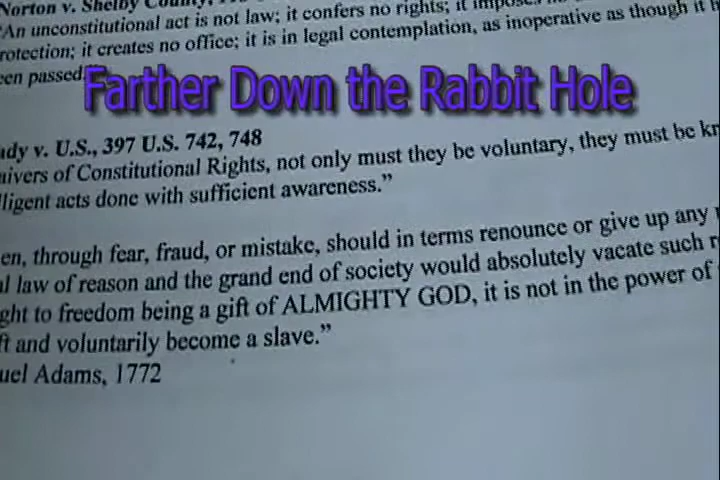 Norton v. Shelby County,
"An unconstitutional act is not law; it confers no rights; it imposes no
rotection; it creates no office; it is in legal contemplation, as inoperative as though it h
een passed
Farther Down the Rabbit Hole
ady v. U.S., 397 U.S. 742, 748
aivers of Constitutional Rights, not only must they be voluntary, they must be kn
lligent acts done with sufficient awareness.”
en, through fear, fraud, or mistake, should in terms renounce or give up any
al law of reason and the grand end of society would absolutely vacate such r
ght to freedom being a gift of ALMIGHTY GOD, it is not in the power of
ft and voluntarily become a slave.”
uel Adams, 1772